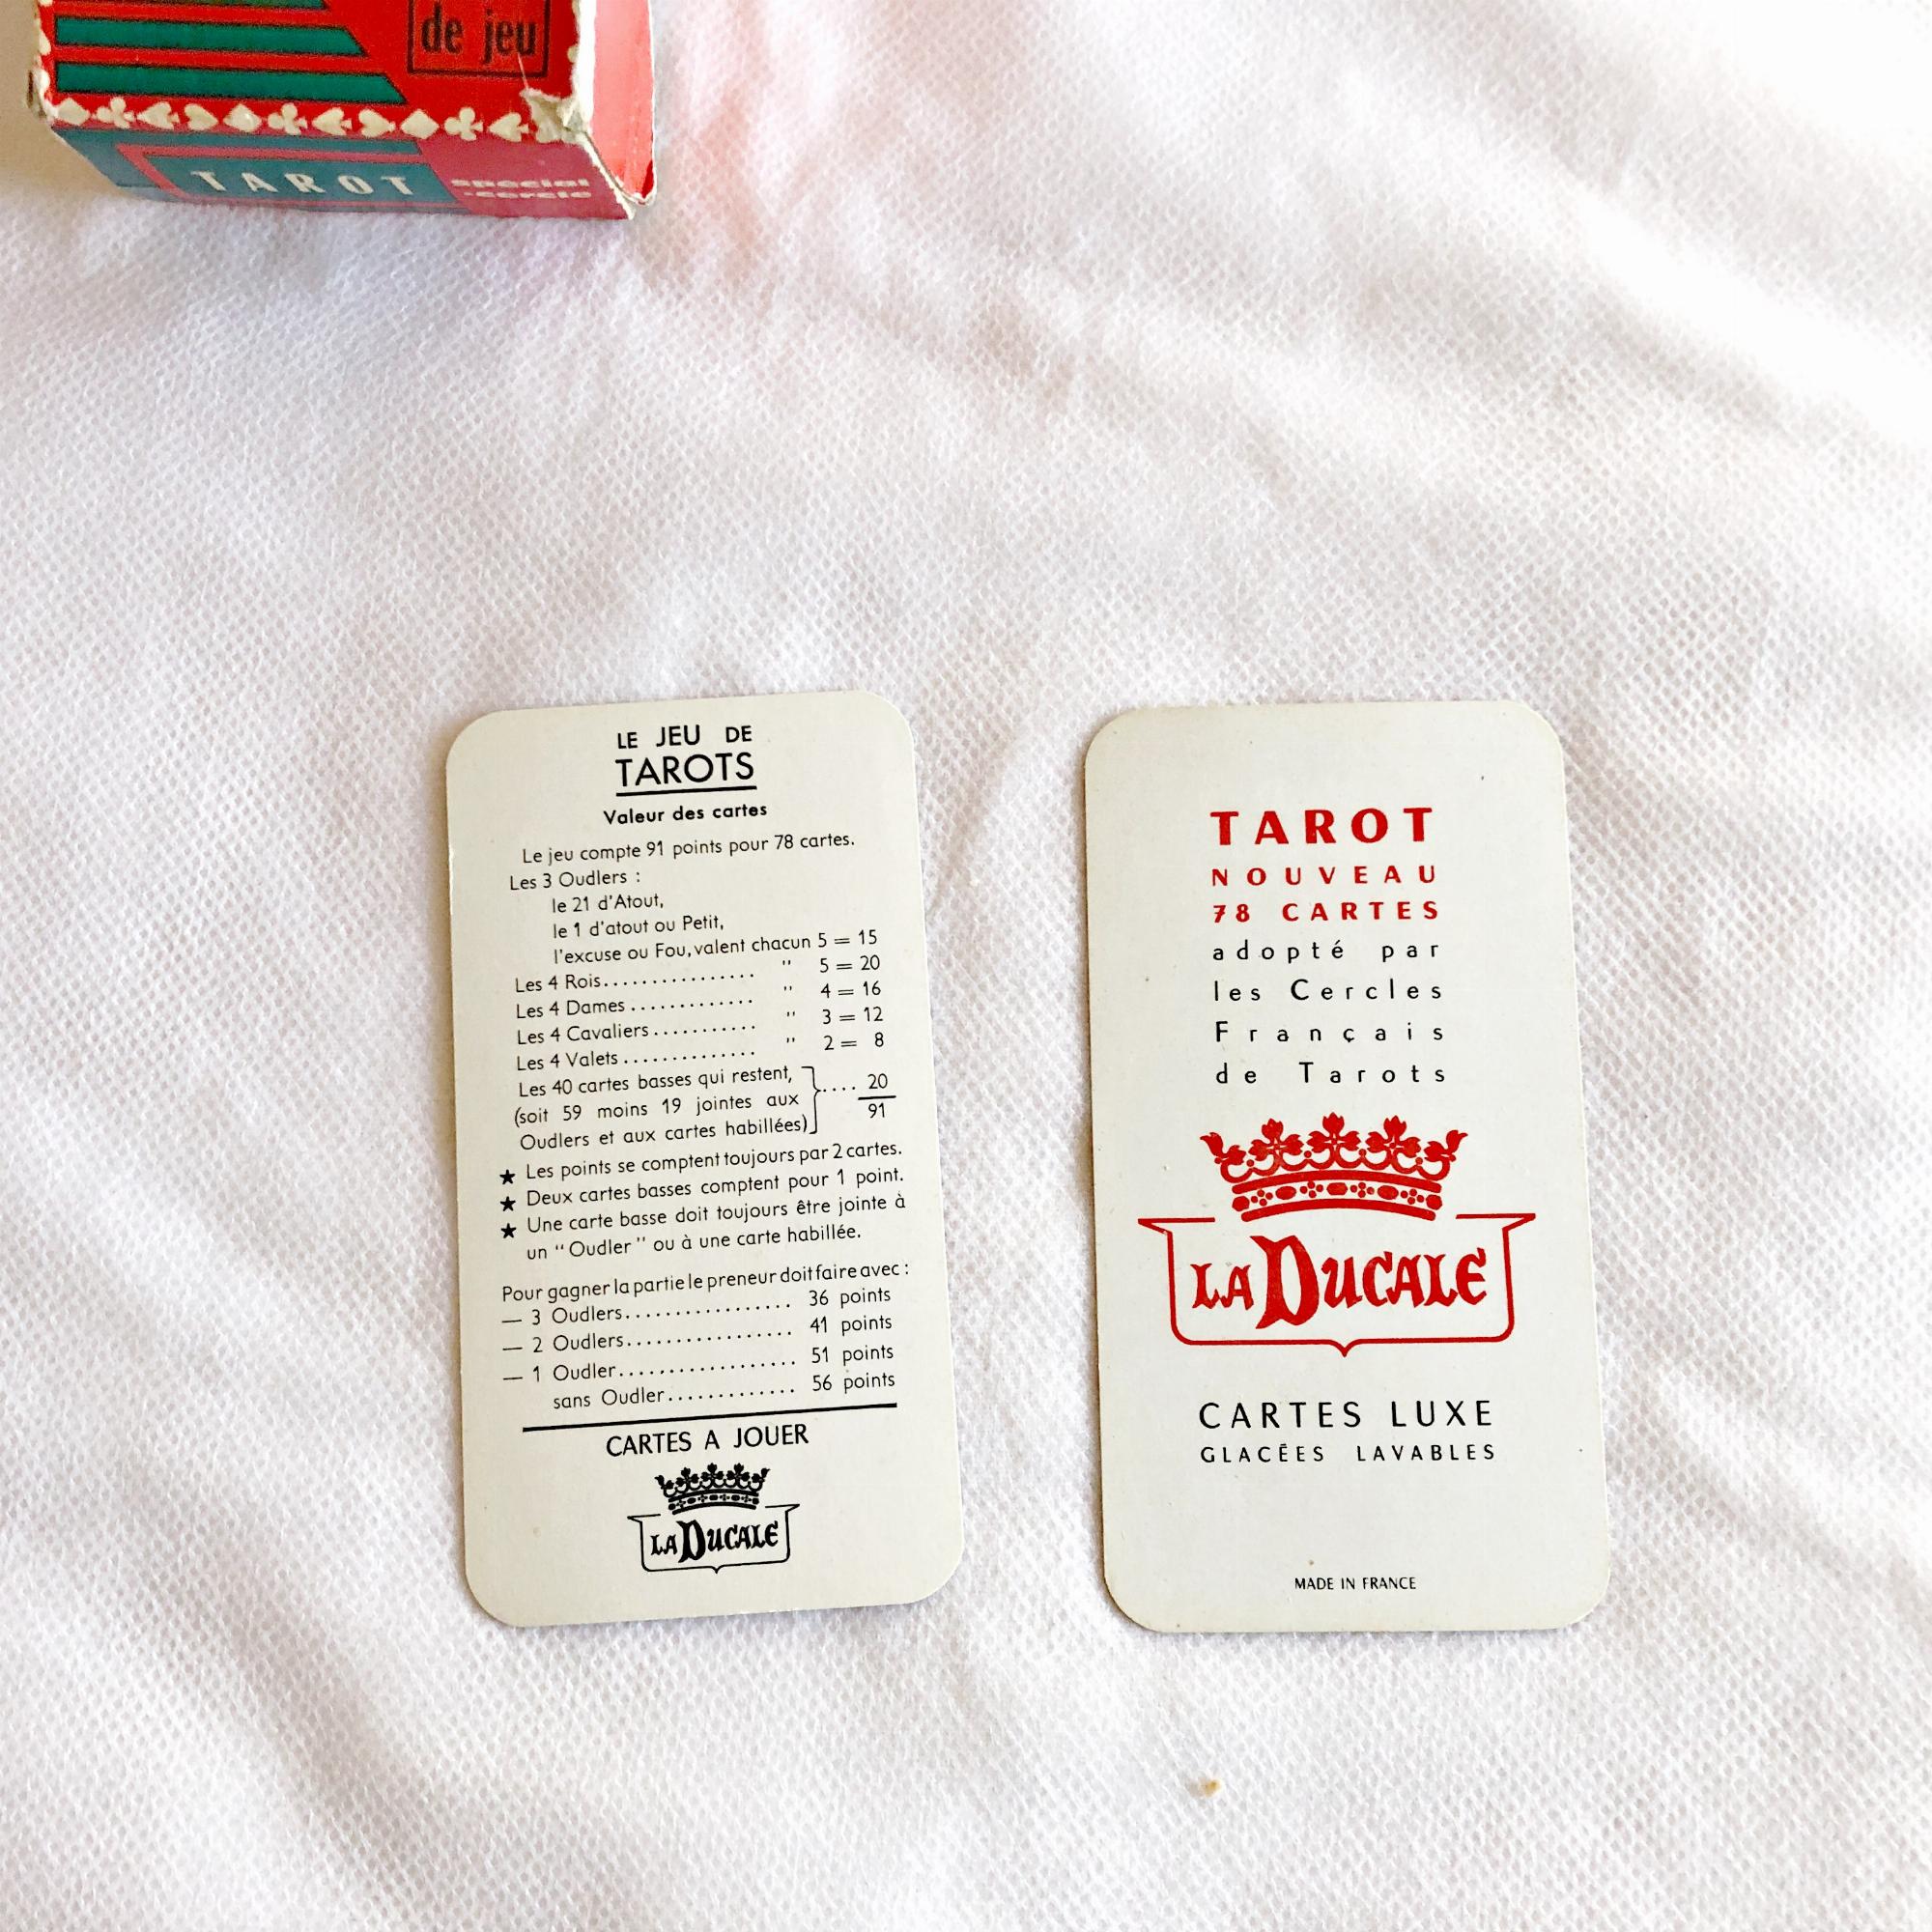 de jeu
TAROT
spécial
cercle
LE JEU DE
TAROTS
Valeur des cartes
Le jeu compte 91 points pour 78 cartes.
Les 3 Oudlers :
le 21 d'Atout,
le 1 d'atout ou Petit,
l'excuse ou Fou, valent chacun 5 = 15
Les 4 Rois............... " 5 = 20
Les 4 Dames ............. " 4 = 16
Les 4 Cavaliers ........... " 3 = 12
Les 4 Valets .............. " 2 = 8
Les 40 cartes basses qui restent,
(soit 59 moins 19 jointes aux .... 20
Oudlers et aux cartes habillées) 91
★ Les points se comptent toujours par 2 cartes.
★ Deux cartes basses comptent pour 1 point.
★ Une carte basse doit toujours être jointe à
un "Oudler" ou à une carte habillée.
Pour gagner la partie le preneur doit faire avec :
— 3 Oudlers................. 36 points
— 2 Oudlers................. 41 points
— 1 Oudler.................. 51 points
sans Oudler............. 56 points
CARTES A JOUER
LA DUCALE
TAROT
NOUVEAU
78 CARTES
adopté par
les Cercles
Français
de Tarots
LA DUCALE
CARTES LUXE
GLACÉES LAVABLES
MADE IN FRANCE